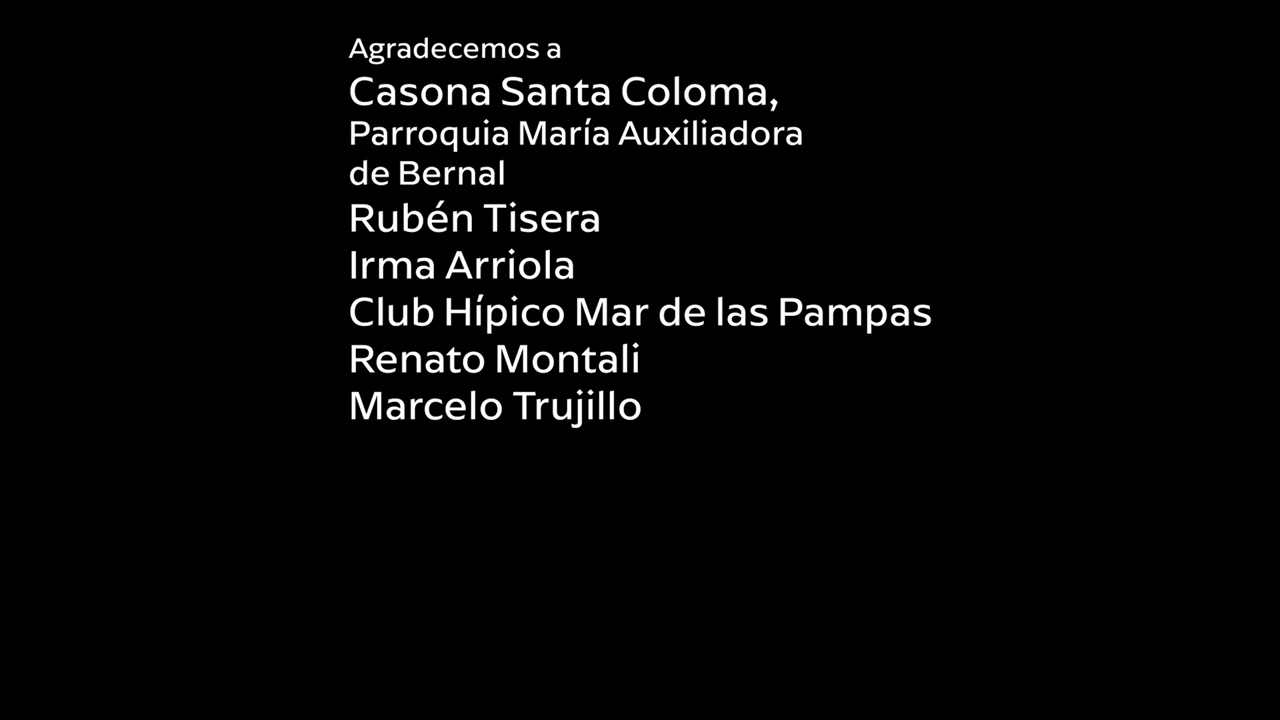 Agradecemos a
Casona Santa Coloma,
Parroquia María Auxiliadora
de Bernal
Rubén Tisera
Irma Arriola
Club Hípico Mar de las Pampas
Renato Montali
Marcelo Trujillo